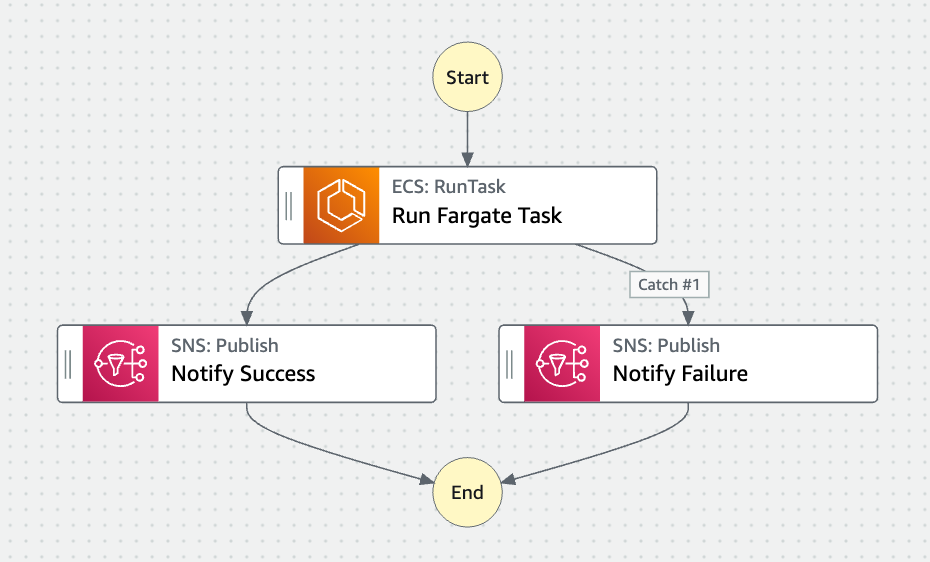 Start
ECS: RunTask
Run Fargate Task
Catch #1
SNS: Publish
Notify Success
SNS: Publish
Notify Failure
End